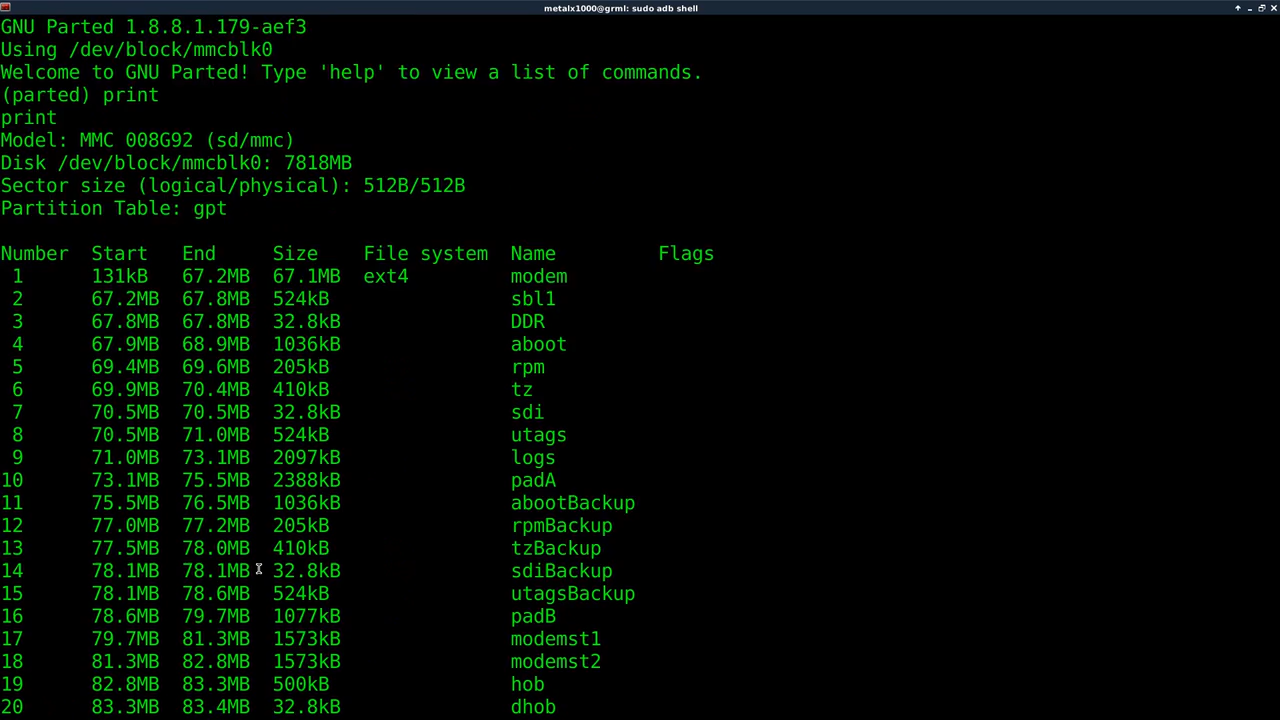 metalx1000@grml: sudo adb shell
GNU Parted 1.8.8.1.179-aef3
Using /dev/block/mmcblk0
Welcome to GNU Parted! Type 'help' to view a list of commands.
(parted) print
print
Model: MMC 008G92 (sd/mmc)
Disk /dev/block/mmcblk0: 7818MB
Sector size (logical/physical): 512B/512B
Partition Table: gpt
Number  Start   End     Size    File system  Name         Flags
 1      131kB   67.2MB  67.1MB  ext4         modem
 2      67.2MB  67.8MB  524kB                sbl1
 3      67.8MB  67.8MB  32.8kB               DDR
 4      67.9MB  68.9MB  1036kB               aboot
 5      69.4MB  69.6MB  205kB                rpm
 6      69.9MB  70.4MB  410kB                tz
 7      70.5MB  70.5MB  32.8kB               sdi
 8      70.5MB  71.0MB  524kB                utags
 9      71.0MB  73.1MB  2097kB               logs
10      73.1MB  75.5MB  2388kB               padA
11      75.5MB  76.5MB  1036kB               abootBackup
12      77.0MB  77.2MB  205kB                rpmBackup
13      77.5MB  78.0MB  410kB                tzBackup
14      78.1MB  78.1MB  32.8kB               sdiBackup
15      78.1MB  78.6MB  524kB                utagsBackup
16      78.6MB  79.7MB  1077kB               padB
17      79.7MB  81.3MB  1573kB               modemst1
18      81.3MB  82.8MB  1573kB               modemst2
19      82.8MB  83.3MB  500kB                hob
20      83.3MB  83.4MB  32.8kB               dhob